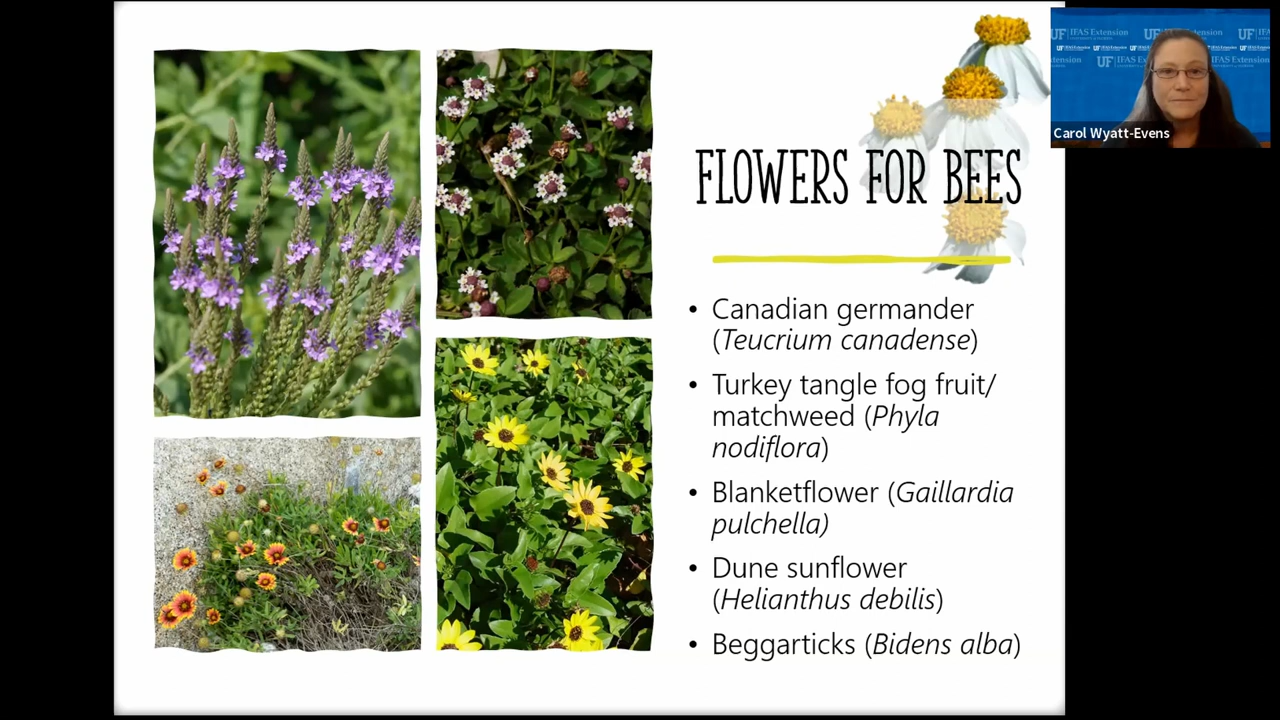 FLOWERS FOR BEES
• Canadian germander
(Teucrium canadense)
• Turkey tangle fog fruit/
matchweed (Phyla
nodiflora)
• Blanketflower (Gaillardia
pulchella)
• Dune sunflower
(Helianthus debilis)
• Beggarticks (Bidens alba)
UF IFAS Extension
Carol Wyatt-Evens